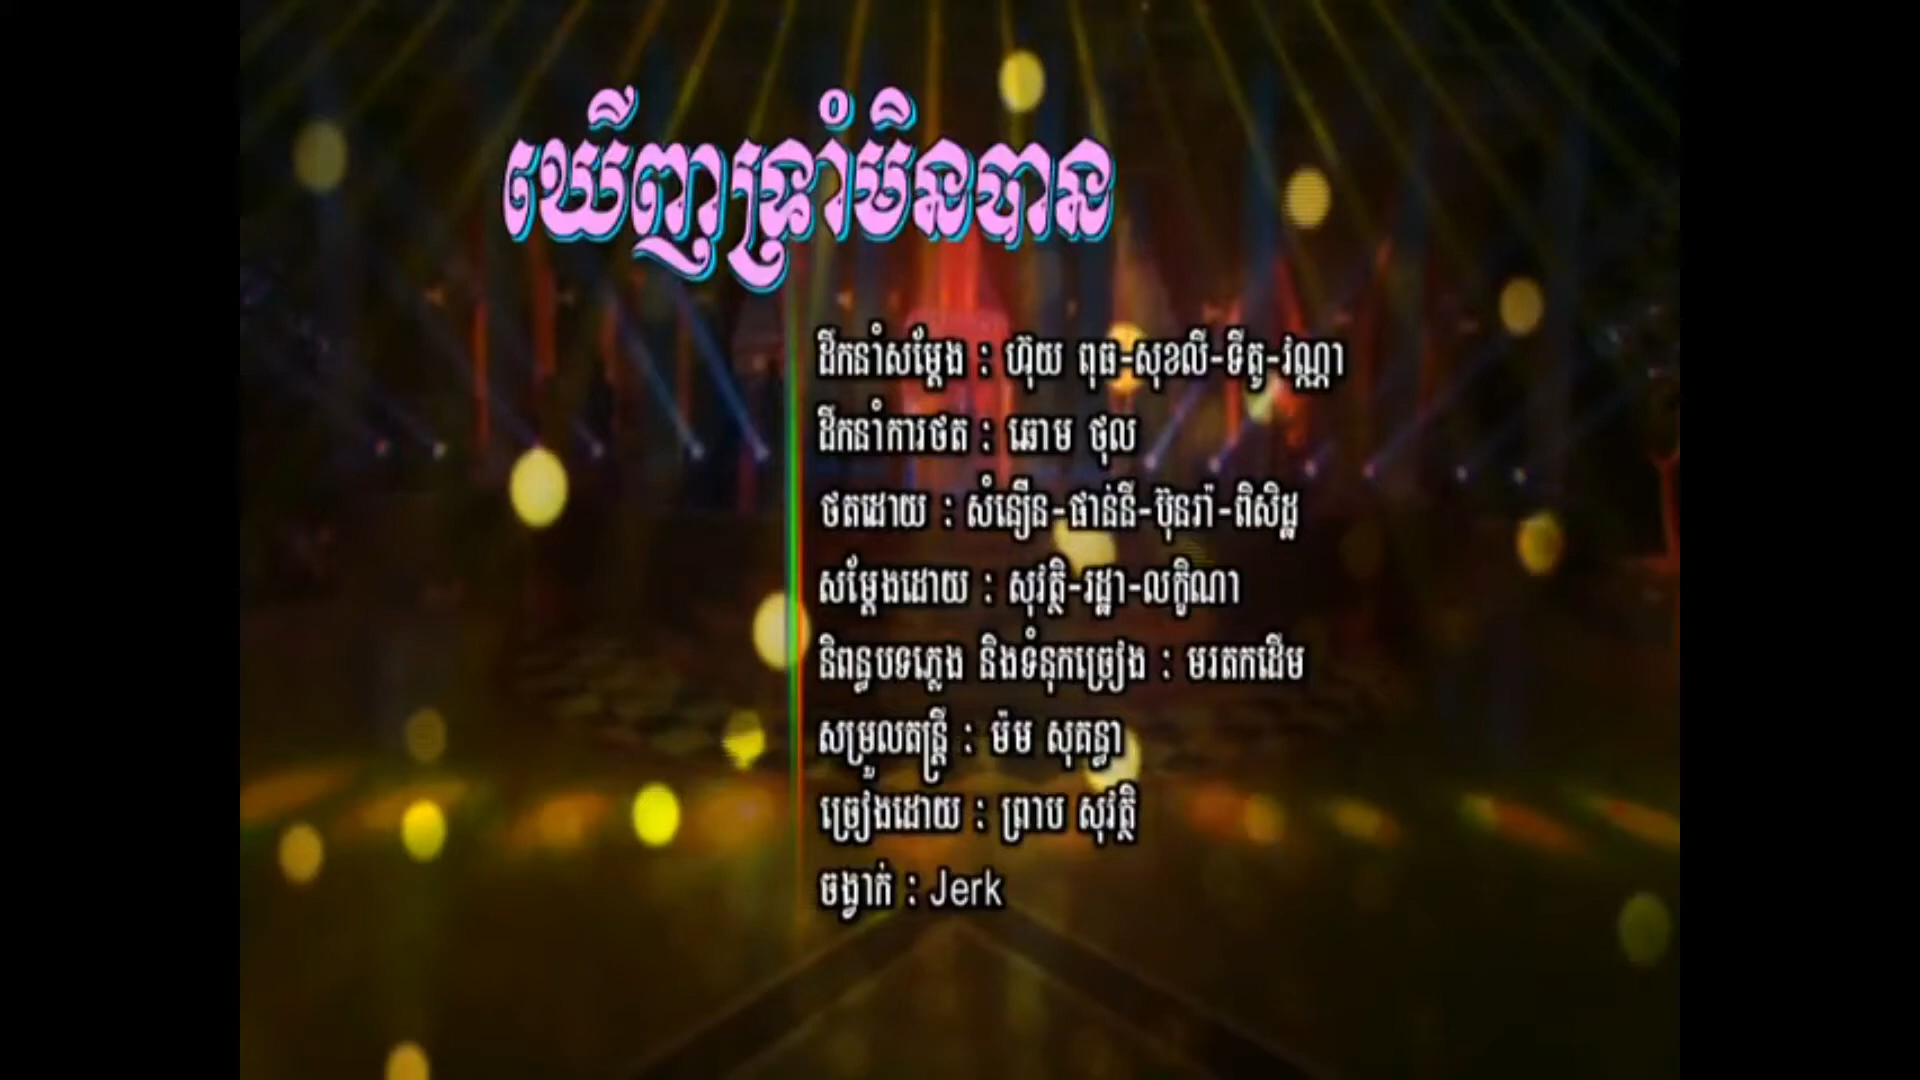 ឃើញទ្រាំមិនបាន
ដឹកនាំសម្ដែង : ហ៊ុយ ពុធ-សុខលី-ទីតូ-វណ្ណា
ដឹកនាំការថត : ឆោម ថុល
ថតដោយ : សំឡើន-ផាន់នី-ប៊ុនរ៉ា-ពិសិដ្ឋ
សម្ដែងដោយ : សុវត្ថិ-រដ្ឋា-លក្ខិណា
និពន្ធបទភ្លេង និងទំនុកច្រៀង : មរតកដើម
សម្រួលតន្ត្រី : ម៉ម សុគន្ធា
ច្រៀងដោយ : ព្រាប សុវត្ថិ
ចង្វាក់ : Jerk